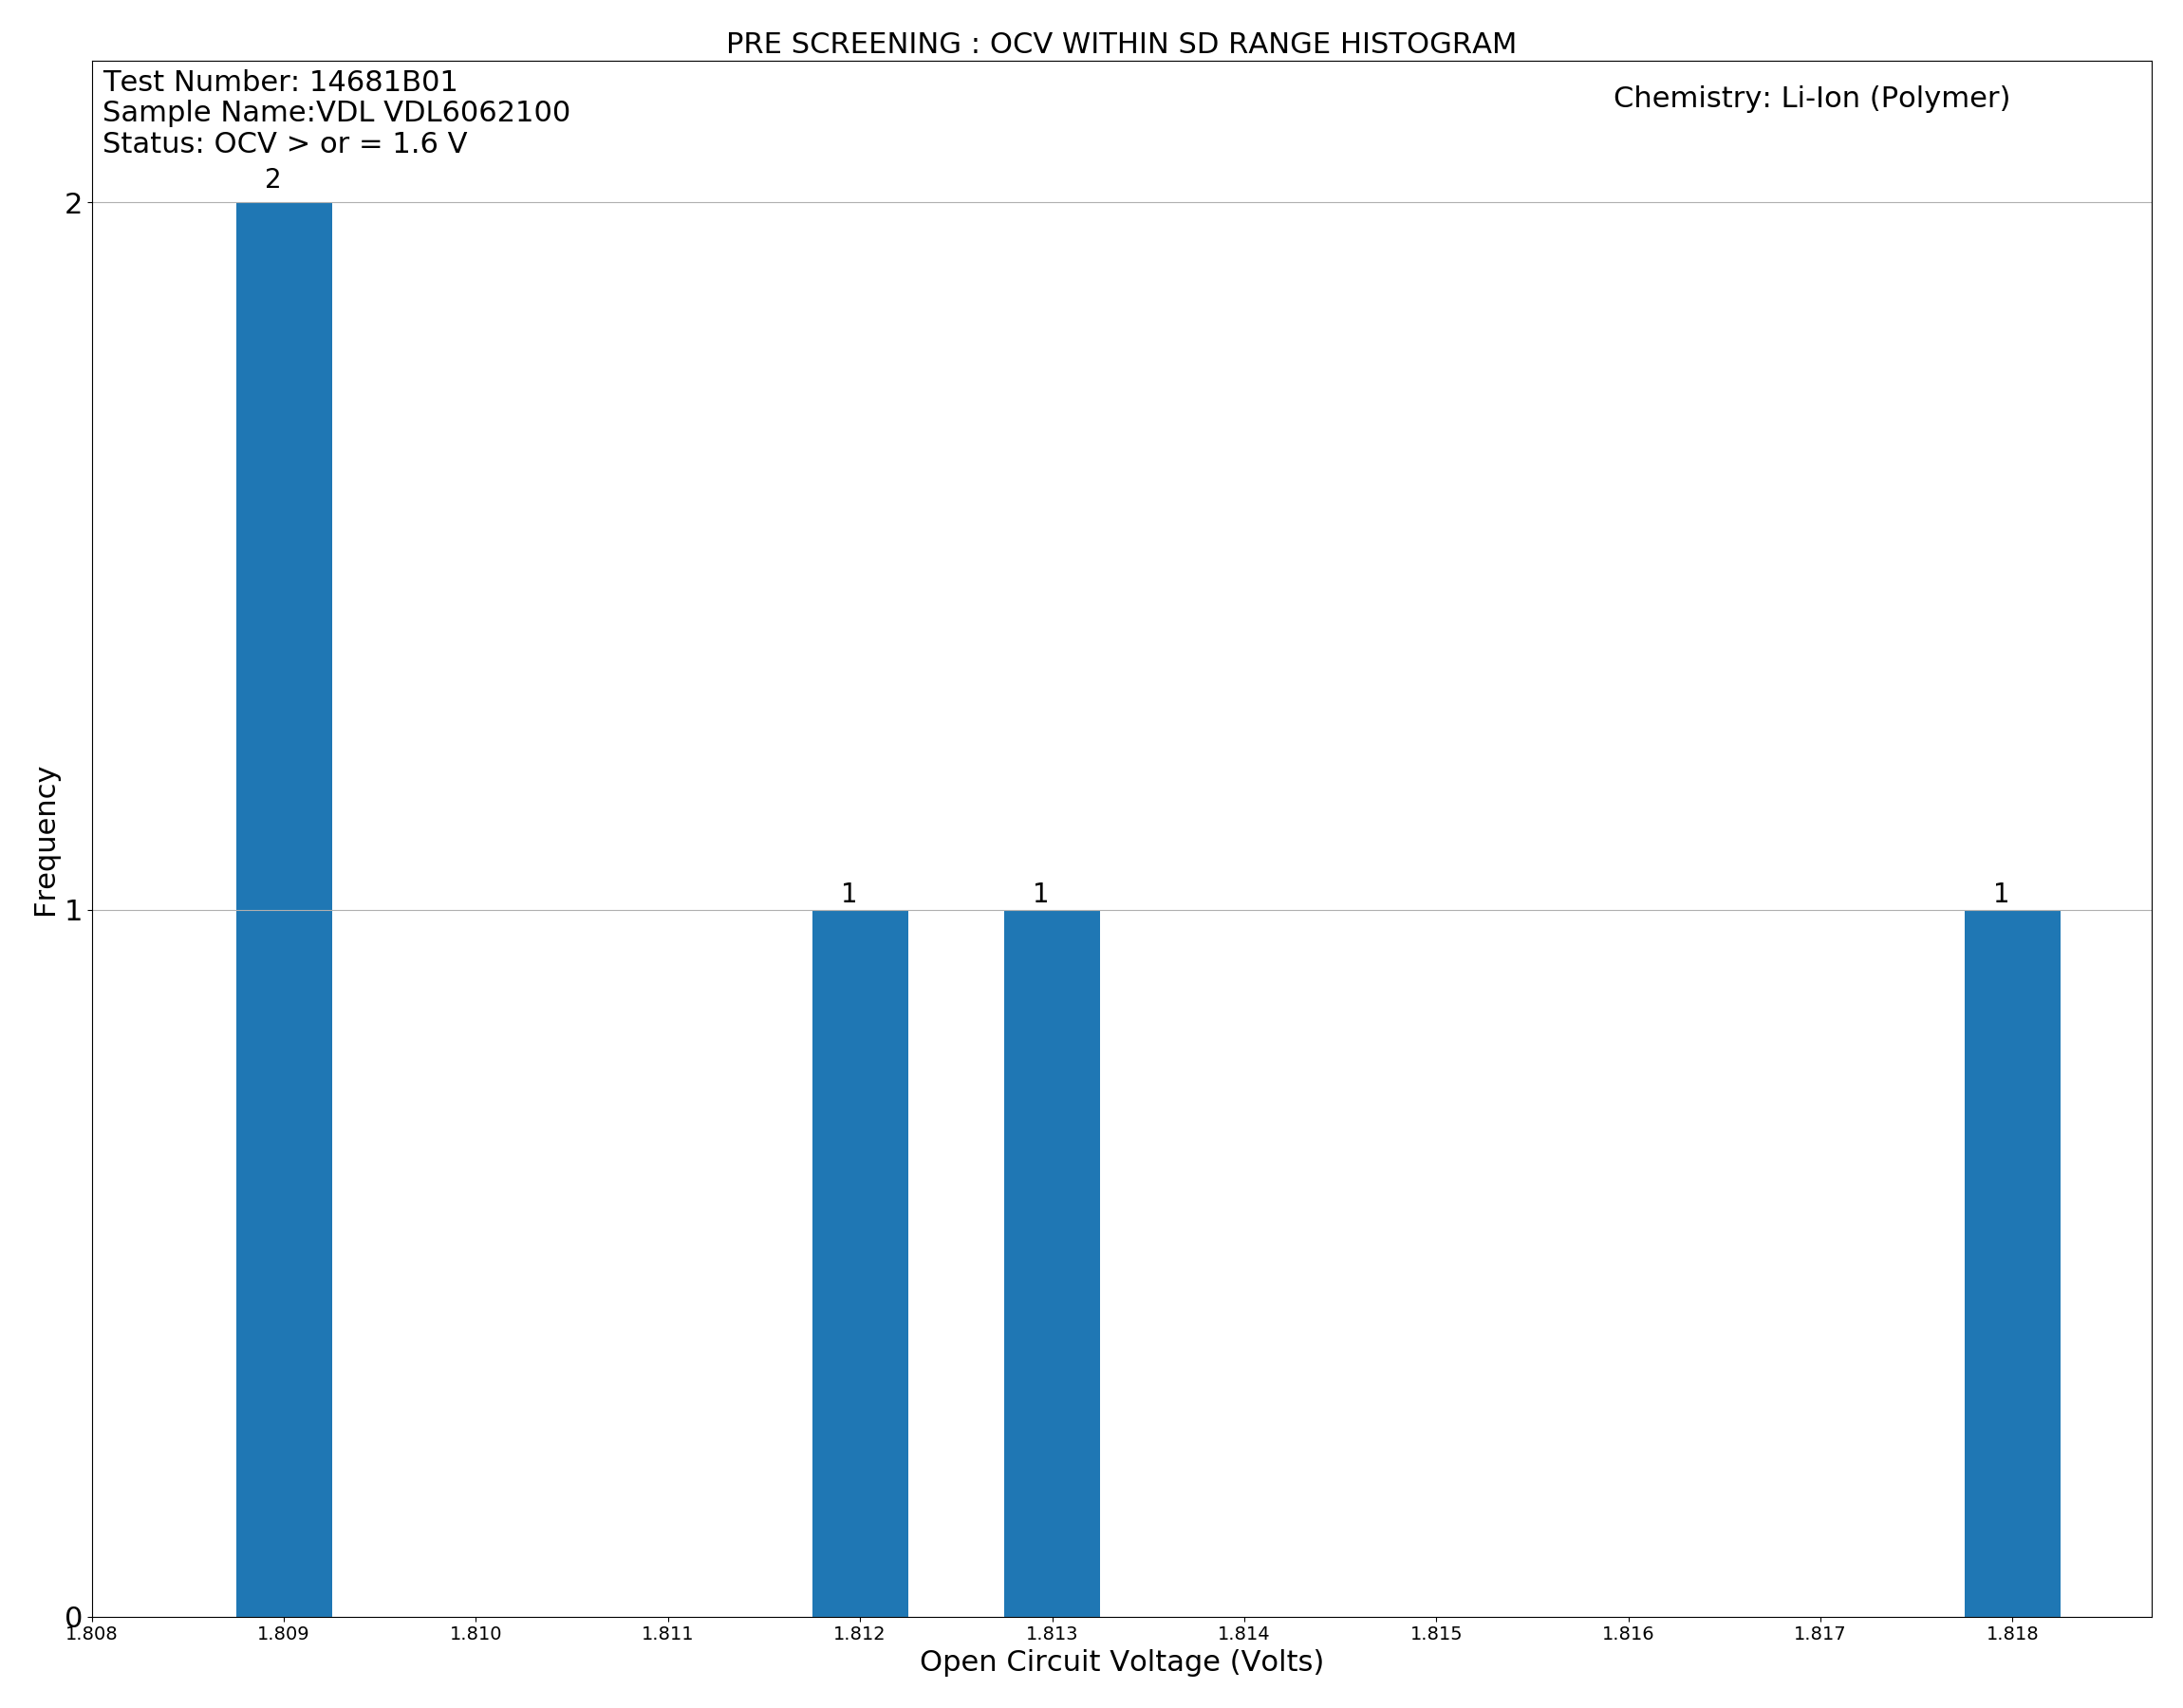 PRE SCREENING : OCV WITHIN SD RANGE HISTOGRAM
Test Number: 14681B01
Sample Name:VDL VDL6062100
Status: OCV > or = 1.6 V
Chemistry: Li-Ion (Polymer)
2
2
1
1
1
1
0
Frequency
1.808 1.809 1.810 1.811 1.812 1.813 1.814 1.815 1.816 1.817 1.818
Open Circuit Voltage (Volts)